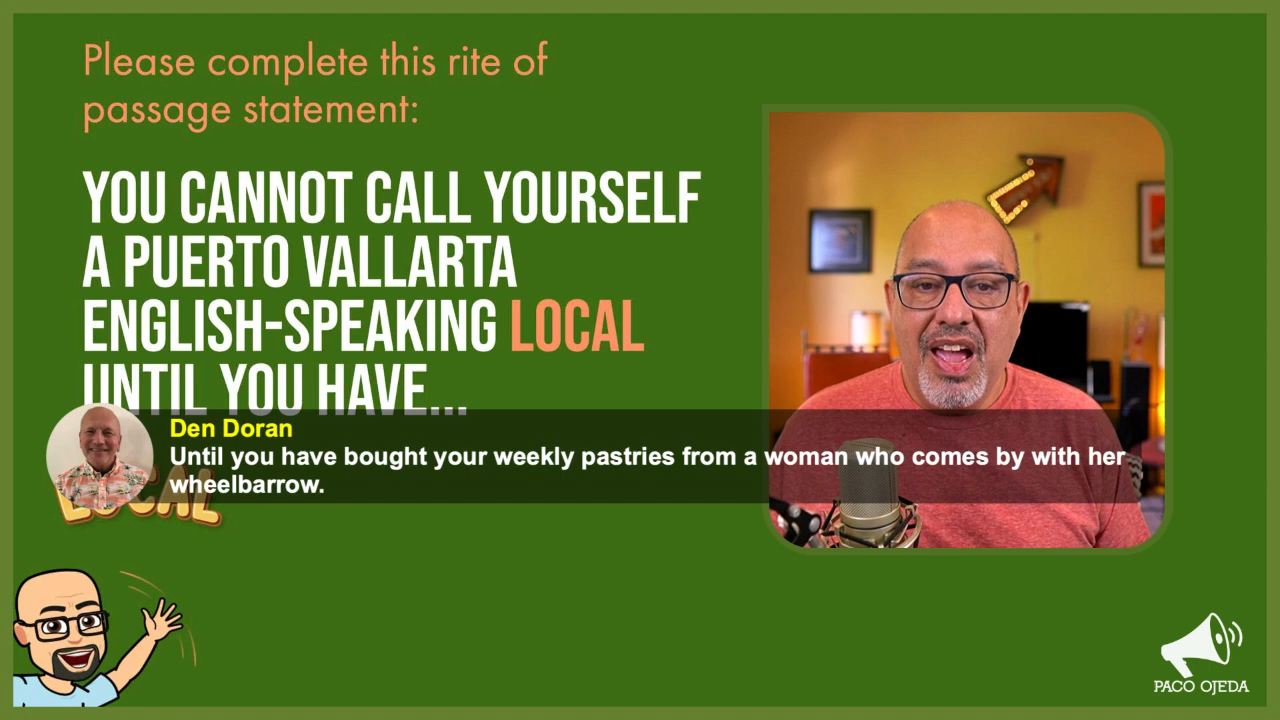 Please complete this rite of
passage statement:
YOU CANNOT CALL YOURSELF
A PUERTO VALLARTA
ENGLISH-SPEAKING LOCAL
UNTIL YOU HAVE...
Den Doran
Until you have bought your weekly pastries from a woman who comes by with her
wheelbarrow.
LOCAL
PACO OJEDA